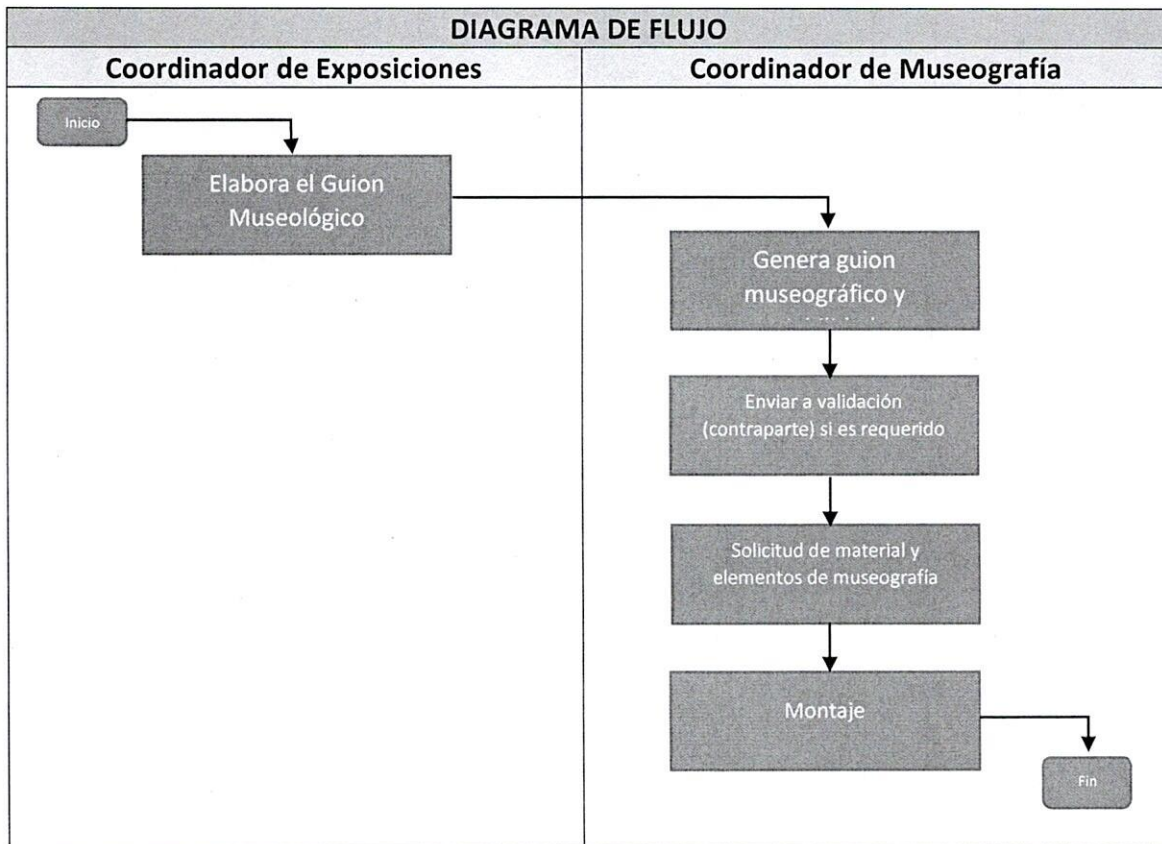 DIAGRAMA DE FLUJO
Coordinador de Exposiciones
Coordinador de Museografía
Inicio
Elabora el Guion
Museológico
Genera guion
museográfico y
Enviar a validación
(contraparte) si es requerido
Solicitud de material y
elementos de museografía
Montaje
Fin